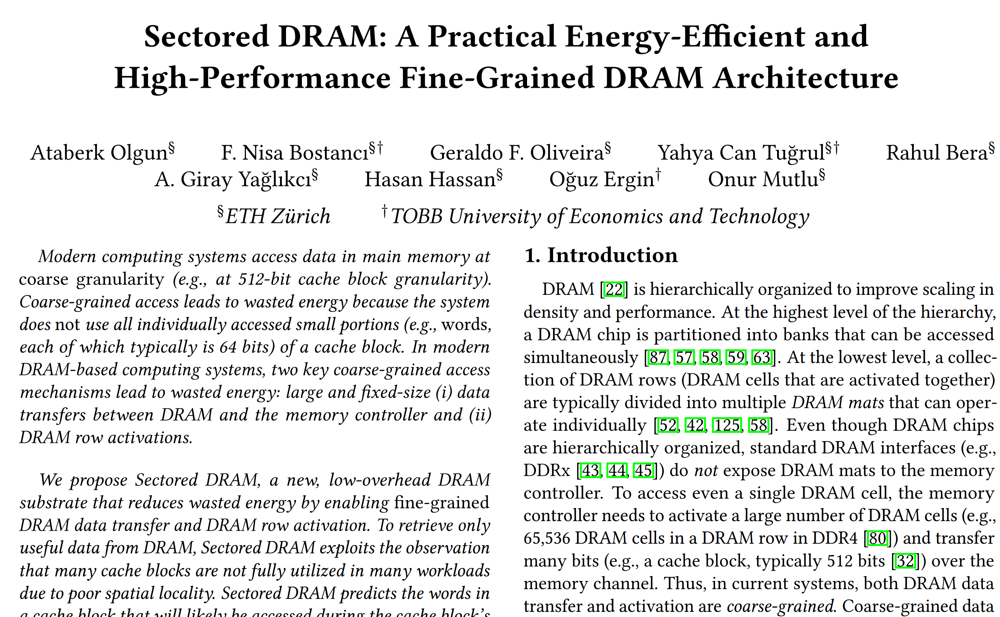 Sectored DRAM: A Practical Energy-Efficient and
High-Performance Fine-Grained DRAM Architecture
Ataberk Olgun§ F. Nisa Bostancı§† Geraldo F. Oliveira§ Yahya Can Tuğrul§† Rahul Bera§
A. Giray Yağlıkcı§ Hasan Hassan§ Oğuz Ergin† Onur Mutlu§
§ETH Zürich †TOBB University of Economics and Technology
Modern computing systems access data in main memory at
coarse granularity (e.g., at 512-bit cache block granularity).
Coarse-grained access leads to wasted energy because the system
does not use all individually accessed small portions (e.g., words,
each of which typically is 64 bits) of a cache block. In modern
DRAM-based computing systems, two key coarse-grained access
mechanisms lead to wasted energy: large and fixed-size (i) data
transfers between DRAM and the memory controller and (ii)
DRAM row activations.
We propose Sectored DRAM, a new, low-overhead DRAM
substrate that reduces wasted energy by enabling fine-grained
DRAM data transfer and DRAM row activation. To retrieve only
useful data from DRAM, Sectored DRAM exploits the observation
that many cache blocks are not fully utilized in many workloads
due to poor spatial locality. Sectored DRAM predicts the words in
a cache block that will likely be accessed during the cache block's
1. Introduction
DRAM [22] is hierarchically organized to improve scaling in
density and performance. At the highest level of the hierarchy,
a DRAM chip is partitioned into banks that can be accessed
simultaneously [87, 57, 58, 59, 63]. At the lowest level, a collec-
tion of DRAM rows (DRAM cells that are activated together)
are typically divided into multiple DRAM mats that can oper-
ate individually [52, 42, 125, 58]. Even though DRAM chips
are hierarchically organized, standard DRAM interfaces (e.g.,
DDRx [43, 44, 45]) do not expose DRAM mats to the memory
controller. To access even a single DRAM cell, the memory
controller needs to activate a large number of DRAM cells (e.g.,
65,536 DRAM cells in a DRAM row in DDR4 [80]) and transfer
many bits (e.g., a cache block, typically 512 bits [32]) over the
memory channel. Thus, in current systems, both DRAM data
transfer and activation are coarse-grained. Coarse-grained data